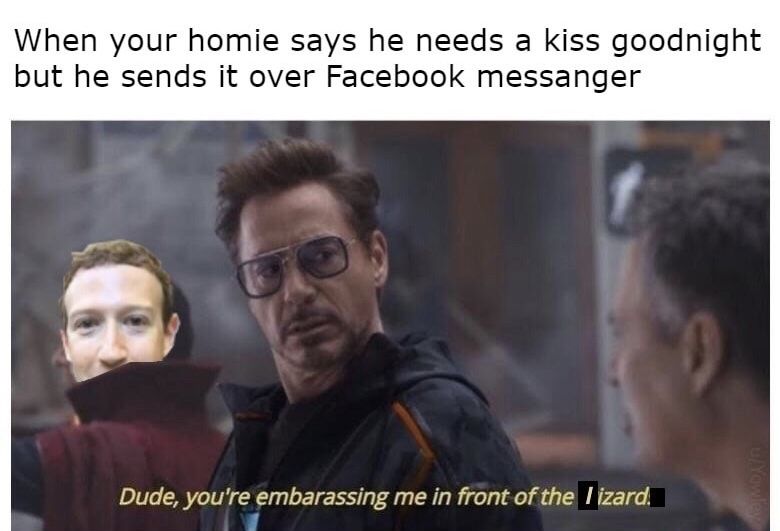 When your homie says he needs a kiss goodnight
but he sends it over Facebook messanger
Dude, you're embarassing me in front of the lizard.